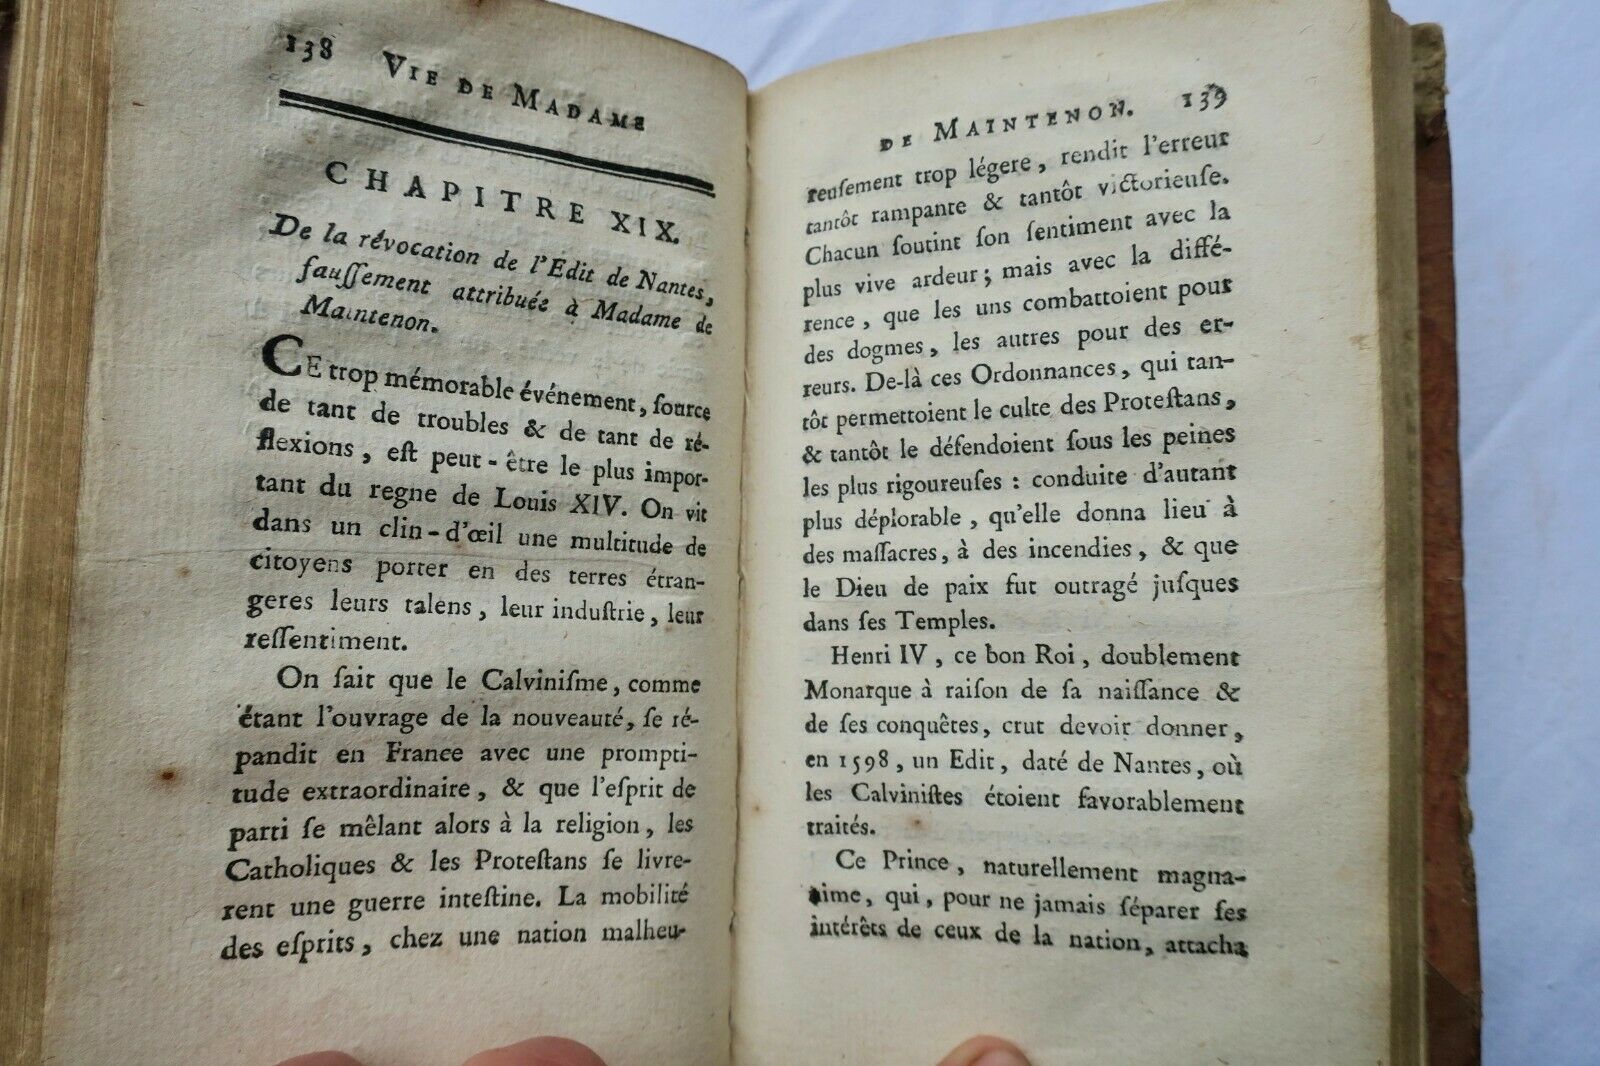 138 VIE DE MADAME
CHAPITRE XIX.
De la révocation de l'Edit de Nantes,
fauſſement attribuée à Madame de
Maintenon.
CE trop mémorable événement, ſource
de tant de troubles & de tant de ré-
flexions, eſt peut-être le plus impor-
tant du regne de Louis XIV. On vit
dans un clin-d'œil une multitude de
citoyens porter en des terres étran-
geres leurs talens, leur induſtrie, leur
reſſentiment.
On ſait que le Calviniſme, comme
étant l'ouvrage de la nouveauté, ſe ré-
pandit en France avec une prompti-
tude extraordinaire, & que l'eſprit de
parti ſe mêlant alors à la religion, les
Catholiques & les Proteſtans ſe livre-
rent une guerre inteſtine. La mobilité
des eſprits, chez une nation malheu-
DE MAINTENON. 139
reuſement trop légere, rendit l'erreur
tantôt rampante & tantôt victorieuſe.
Chacun ſoutint ſon ſentiment avec la
plus vive ardeur; mais avec la diffé-
rence, que les uns combattoient pour
des dogmes, les autres pour des er-
reurs. De-là ces Ordonnances, qui tan-
tôt permettoient le culte des Proteſtans,
& tantôt le défendoient ſous les peines
les plus rigoureuſes : conduite d'autant
plus déplorable, qu'elle donna lieu à
des maſſacres, à des incendies, & que
le Dieu de paix fut outragé juſques
dans ſes Temples.
Henri IV, ce bon Roi, doublement
Monarque à raiſon de ſa naiſſance &
de ſes conquêtes, crut devoir donner,
en 1598, un Edit, daté de Nantes, où
les Calviniſtes étoient favorablement
traités.
Ce Prince, naturellement magna-
nime, qui, pour ne jamais ſéparer ſes
intérêts de ceux de la nation, attacha